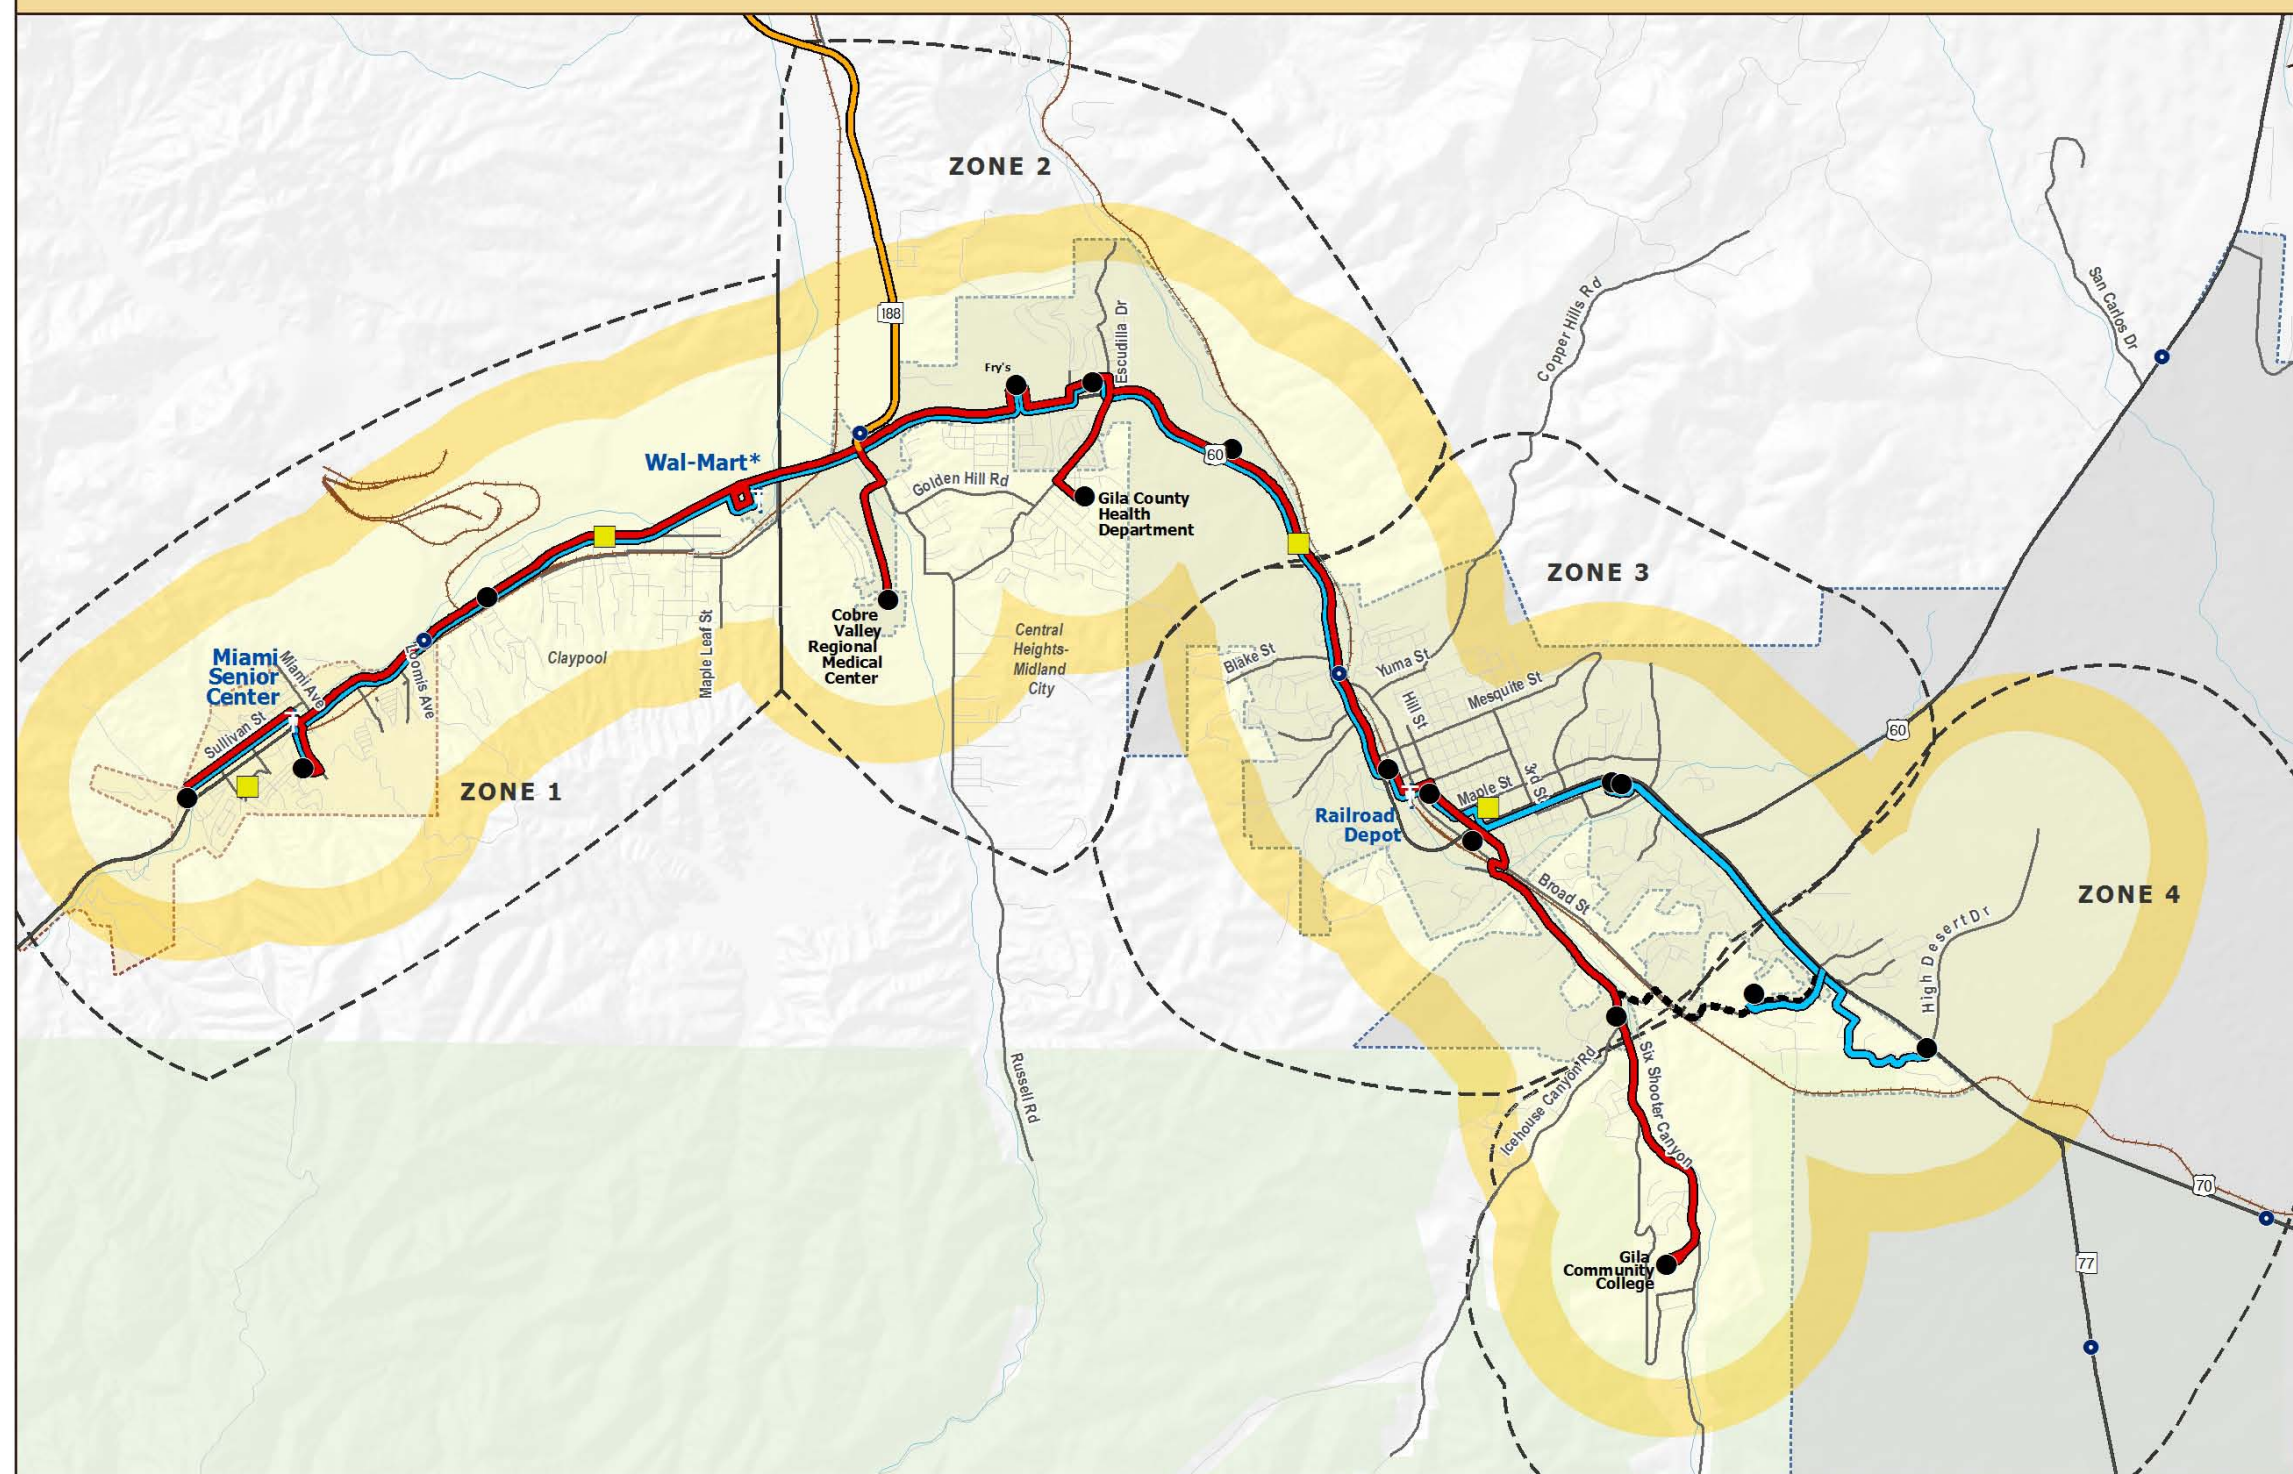 ZONE 2
188
Copper Hills Rd
San Carlos Dr
Escudilla Dr
Fry's
Wal-Mart*
60
Golden Hill Rd
Gila County
Health
Department
ZONE 3
Cobre
Valley
Regional
Medical
Center
Central
Heights-
Midland
City
Maple Leaf St
Claypool
Miami
Senior
Center
Miami Ave
Loomis Ave
Sullivan St
ZONE 1
Blake St
Yuma St
Hill St
Mesquite St
60
3rd St
Maple St
Railroad
Depot
Broad St
ZONE 4
High Desert Dr
Russell Rd
Icehouse Canyon Rd
Six Shooter Canyon
70
77
Gila
Community
College